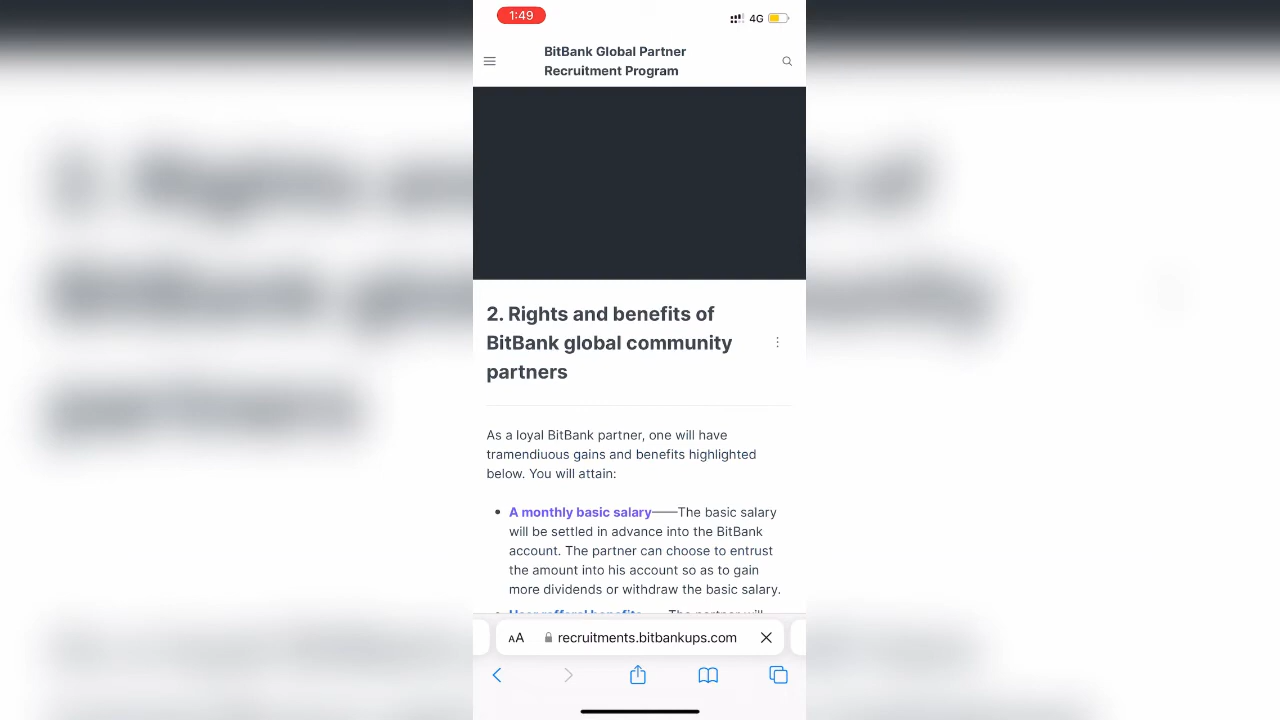 1:49
4G
BitBank Global Partner
Recruitment Program
2. Rights and benefits of
BitBank global community
partners
As a loyal BitBank partner, one will have
tramendiuous gains and benefits highlighted
below. You will attain:
A monthly basic salary——The basic salary
will be settled in advance into the BitBank
account. The partner can choose to entrust
the amount into his account so as to gain
more dividends or withdraw the basic salary.
AA recruitments.bitbankups.com